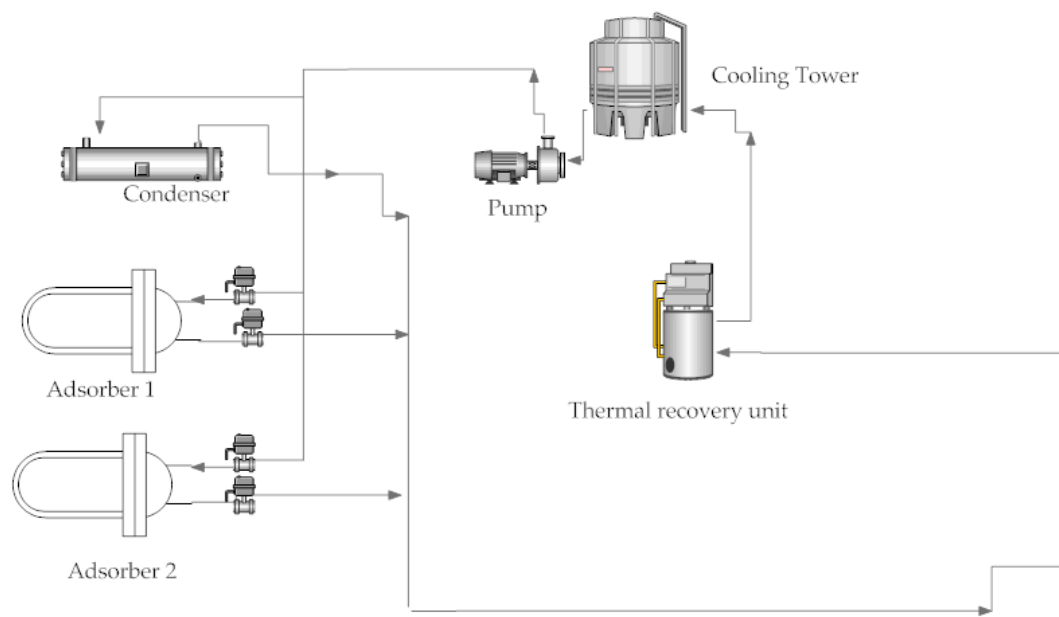 Cooling Tower
Condenser
Pump
Adsorber 1
Thermal recovery unit
Adsorber 2